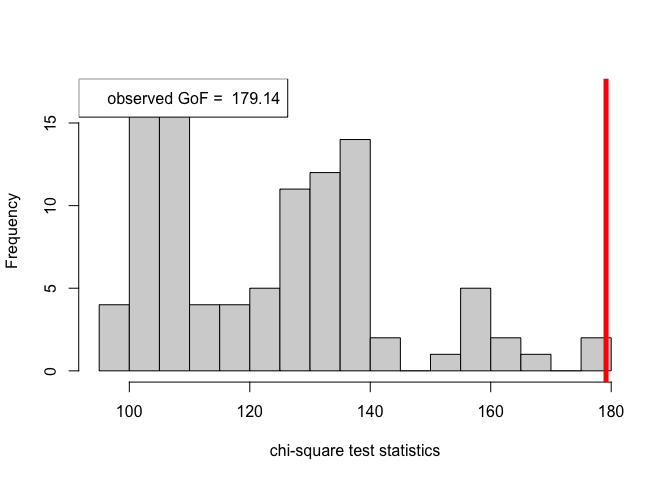 observed GoF = 179.14
15
10
5
0
Frequency
100 120 140 160 180
chi-square test statistics